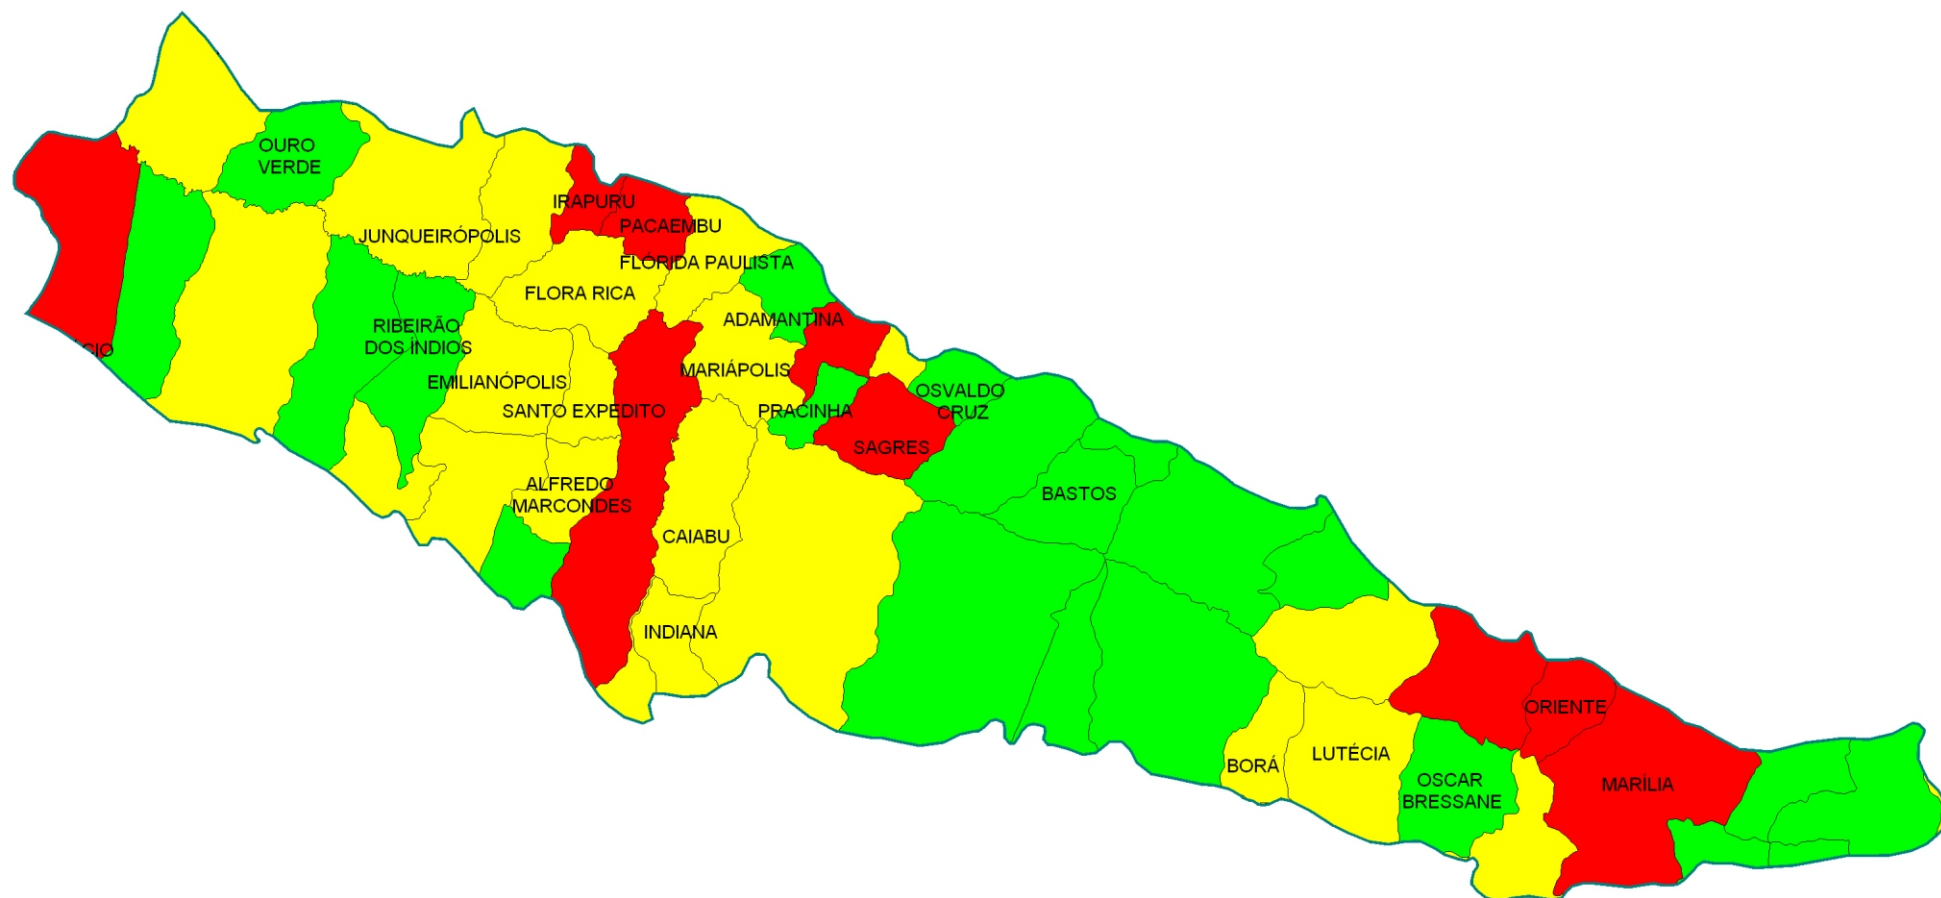 OURO
VERDE
IRAPURU
PACAEMBU
JUNQUEIRÓPOLIS
FLÓRIDA PAULISTA
FLORA RICA
ADAMANTINA
RIBEIRÃO
DOS ÍNDIOS
MARIÁPOLIS
EMILIANÓPOLIS
OSVALDO
CRUZ
SANTO EXPEDITO
PRACINHA
SAGRES
ALFREDO
MARCONDES
BASTOS
CAIABU
INDIANA
ORIENTE
LUTÉCIA
BORÁ
OSCAR
BRESSANE
MARÍLIA